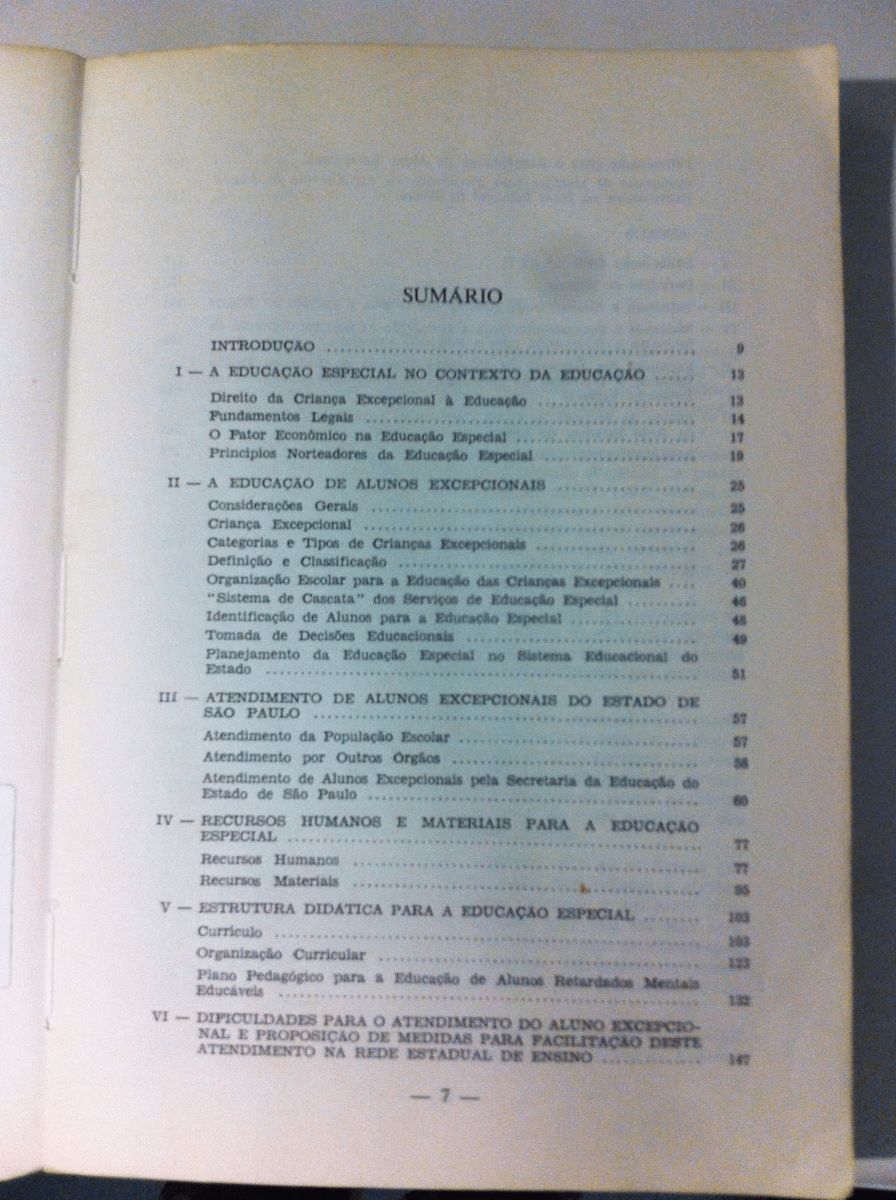 SUMÁRIO
INTRODUÇÃO ........ 9
I — A EDUCAÇÃO ESPECIAL NO CONTEXTO DA EDUCAÇÃO ...... 13
Direito da Criança Excepcional à Educação ........ 13
Fundamentos Legais ........ 14
O Fator Econômico na Educação Especial ........ 17
Princípios Norteadores da Educação Especial ........ 19
II — A EDUCAÇÃO DE ALUNOS EXCEPCIONAIS ........ 25
Considerações Gerais ........ 25
Criança Excepcional ........ 26
Categorias e Tipos de Crianças Excepcionais ........ 26
Definição e Classificação ........ 27
Organização Escolar para a Educação das Crianças Excepcionais .... 40
"Sistema de Cascata" dos Serviços de Educação Especial ........ 46
Identificação de Alunos para a Educação Especial ........ 48
Tomada de Decisões Educacionais ........ 49
Planejamento da Educação Especial no Sistema Educacional do
Estado ........ 51
III — ATENDIMENTO DE ALUNOS EXCEPCIONAIS DO ESTADO DE
SÃO PAULO ........ 57
Atendimento da População Escolar ........ 57
Atendimento por Outros Órgãos ........ 58
Atendimento de Alunos Excepcionais pela Secretaria da Educação do
Estado de São Paulo ........ 60
IV — RECURSOS HUMANOS E MATERIAIS PARA A EDUCAÇÃO
ESPECIAL ........ 77
Recursos Humanos ........ 77
Recursos Materiais ........ 95
V — ESTRUTURA DIDÁTICA PARA A EDUCAÇÃO ESPECIAL ........ 103
Currículo ........ 103
Organização Curricular ........ 123
Plano Pedagógico para a Educação de Alunos Retardados Mentais
Educáveis ........ 132
VI — DIFICULDADES PARA O ATENDIMENTO DO ALUNO EXCEPCIO-
NAL E PROPOSIÇÃO DE MEDIDAS PARA FACILITAÇÃO DESTE
ATENDIMENTO NA REDE ESTADUAL DE ENSINO ........ 147
— 7 —